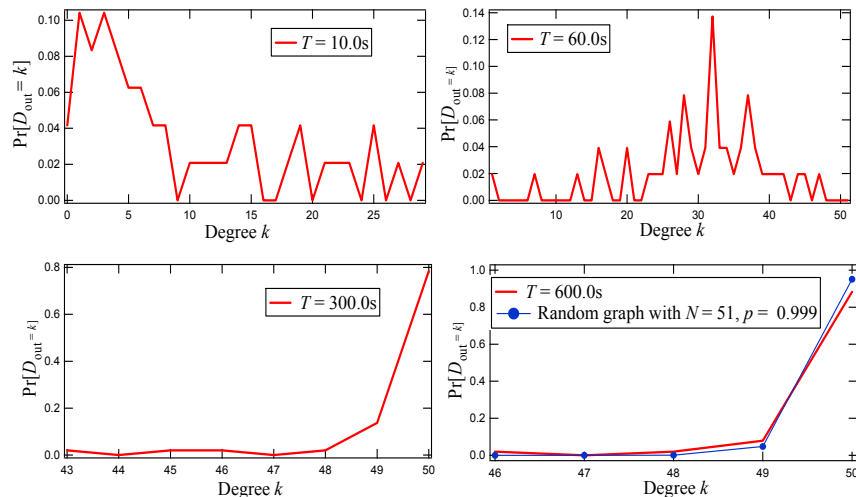 0.10
0.08
0.06
0.04
0.02
0.00
Pr[D_out = k]
T = 10.0s
0 5 10 15 20 25
Degree k
0.14
0.12
0.10
0.08
0.06
0.04
0.02
0.00
Pr[D_out = k]
T = 60.0s
10 20 30 40 50
Degree k
0.8
0.6
0.4
0.2
0.0
Pr[D_out = k]
T = 300.0s
43 44 45 46 47 48 49 50
Degree k
1.0
0.8
0.6
0.4
0.2
0.0
Pr[D_out = k]
T = 600.0s
Random graph with N = 51, p = 0.999
46 47 48 49 50
Degree k